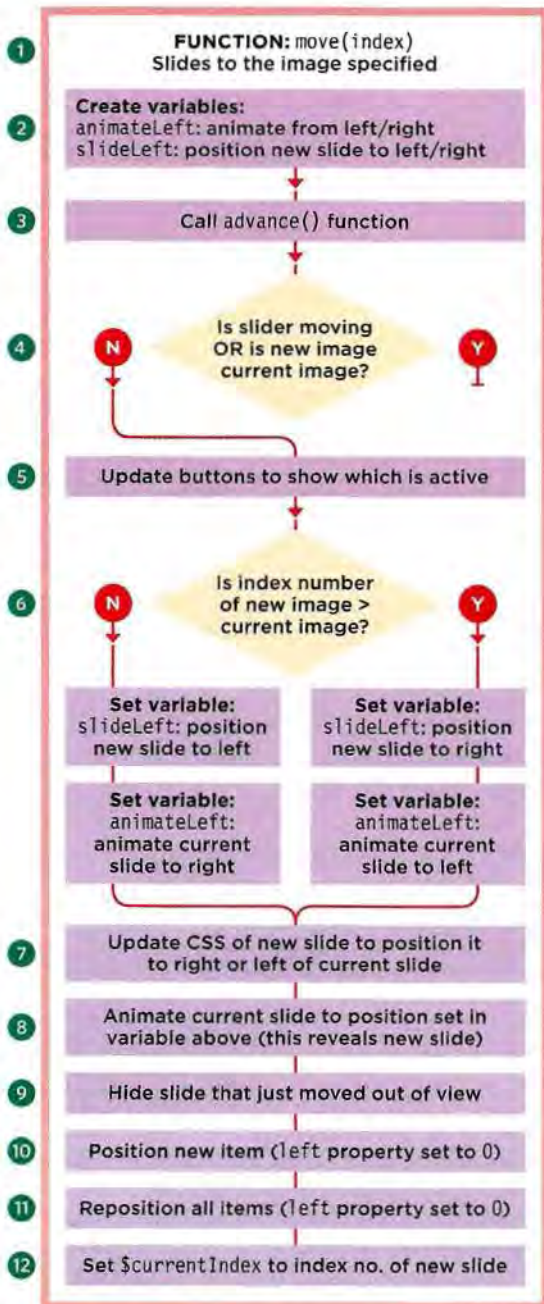 1
FUNCTION: move(index)
Slides to the image specified
2
Create variables:
animateLeft: animate from left/right
slideLeft: position new slide to left/right
3
Call advance() function
4
N
Is slider moving
OR is new image
current image?
Y
5
Update buttons to show which is active
6
N
Is index number
of new image >
current image?
Y
Set variable:
slideLeft: position
new slide to left
Set variable:
slideLeft: position
new slide to right
Set variable:
animateLeft:
animate current
slide to right
Set variable:
animateLeft:
animate current
slide to left
7
Update CSS of new slide to position it
to right or left of current slide
8
Animate current slide to position set in
variable above (this reveals new slide)
9
Hide slide that just moved out of view
10
Position new item (left property set to 0)
11
Reposition all items (left property set to 0)
12
Set $currentIndex to index no. of new slide